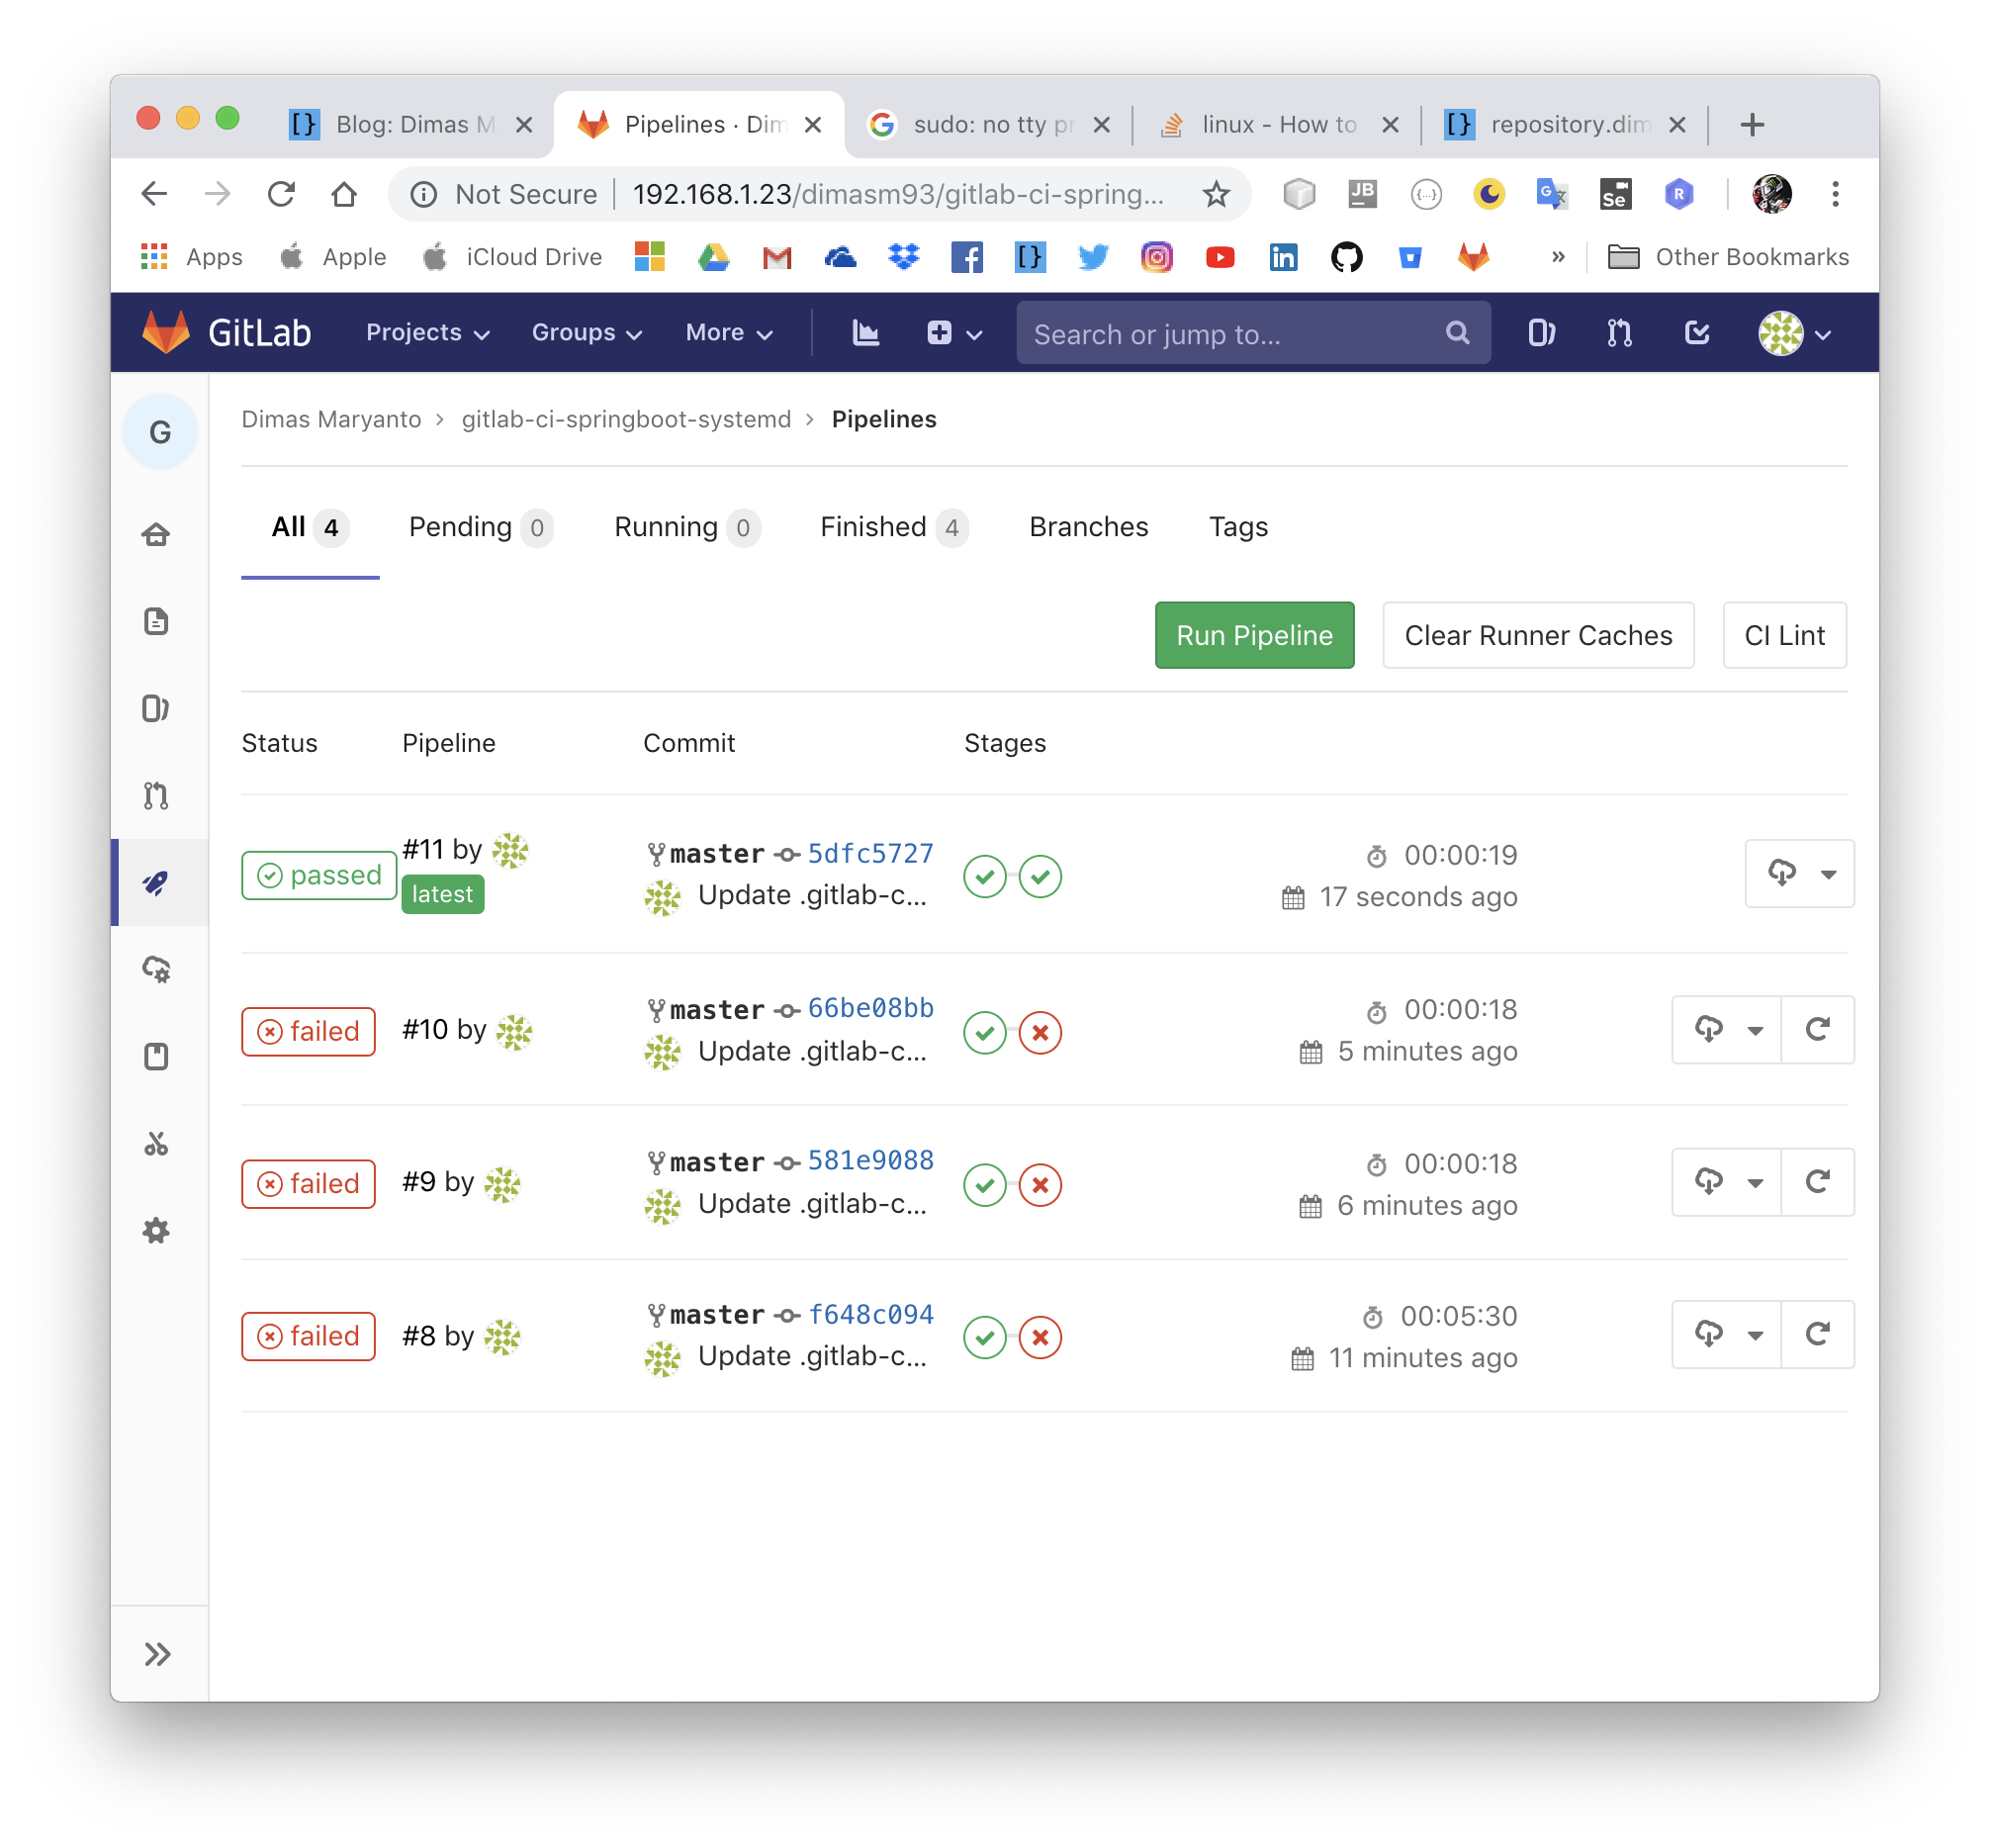 Blog: Dimas M
Pipelines · Dim
sudo: no tty pr
linux - How to
repository.dim
Not Secure
192.168.1.23/dimasm93/gitlab-ci-spring...
JB
{...}
G
Se
R
Apps
Apple
iCloud Drive
Other Bookmarks
GitLab
Projects
Groups
More
Search or jump to...
G
Dimas Maryanto > gitlab-ci-springboot-systemd > Pipelines
All 4
Pending 0
Running 0
Finished 4
Branches
Tags
Run Pipeline
Clear Runner Caches
CI Lint
Status
Pipeline
Commit
Stages
passed
#11 by
latest
master 5dfc5727
Update .gitlab-c...
00:00:19
17 seconds ago
failed
#10 by
master 66be08bb
Update .gitlab-c...
00:00:18
5 minutes ago
failed
#9 by
master 581e9088
Update .gitlab-c...
00:00:18
6 minutes ago
failed
#8 by
master f648c094
Update .gitlab-c...
00:05:30
11 minutes ago